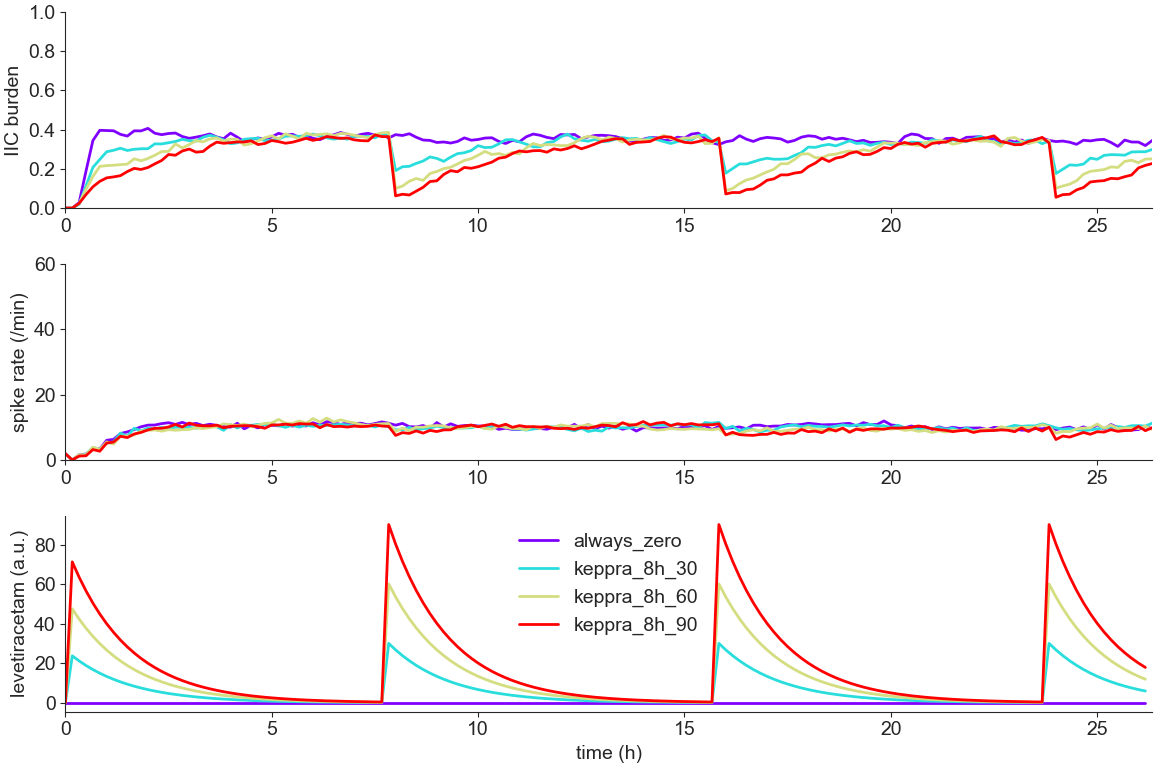 1.0
0.8
0.6
0.4
0.2
0.0
IIC burden
0 5 10 15 20 25
60
40
20
0
spike rate (/min)
0 5 10 15 20 25
80
60
40
20
0
levetiracetam (a.u.)
always_zero
keppra_8h_30
keppra_8h_60
keppra_8h_90
0 5 10 15 20 25
time (h)